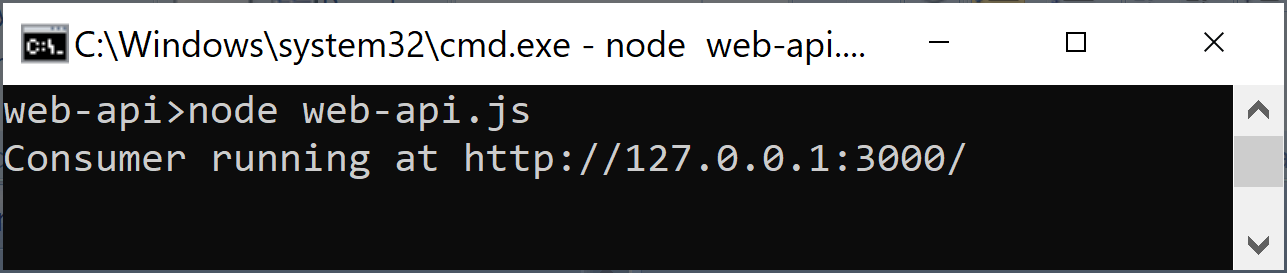 C:\Windows\system32\cmd.exe - node  web-api....
web-api>node web-api.js
Consumer running at http://127.0.0.1:3000/